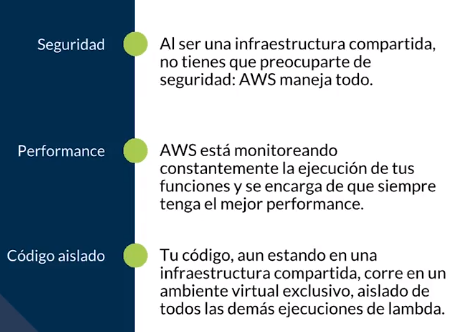 Seguridad
Al ser una infraestructura compartida,
no tienes que preocuparte de
seguridad: AWS maneja todo.
Performance
AWS está monitoreando
constantemente la ejecución de tus
funciones y se encarga de que siempre
tenga el mejor performance.
Código aislado
Tu código, aun estando en una
infraestructura compartida, corre en un
ambiente virtual exclusivo, aislado de
todos las demás ejecuciones de lambda.